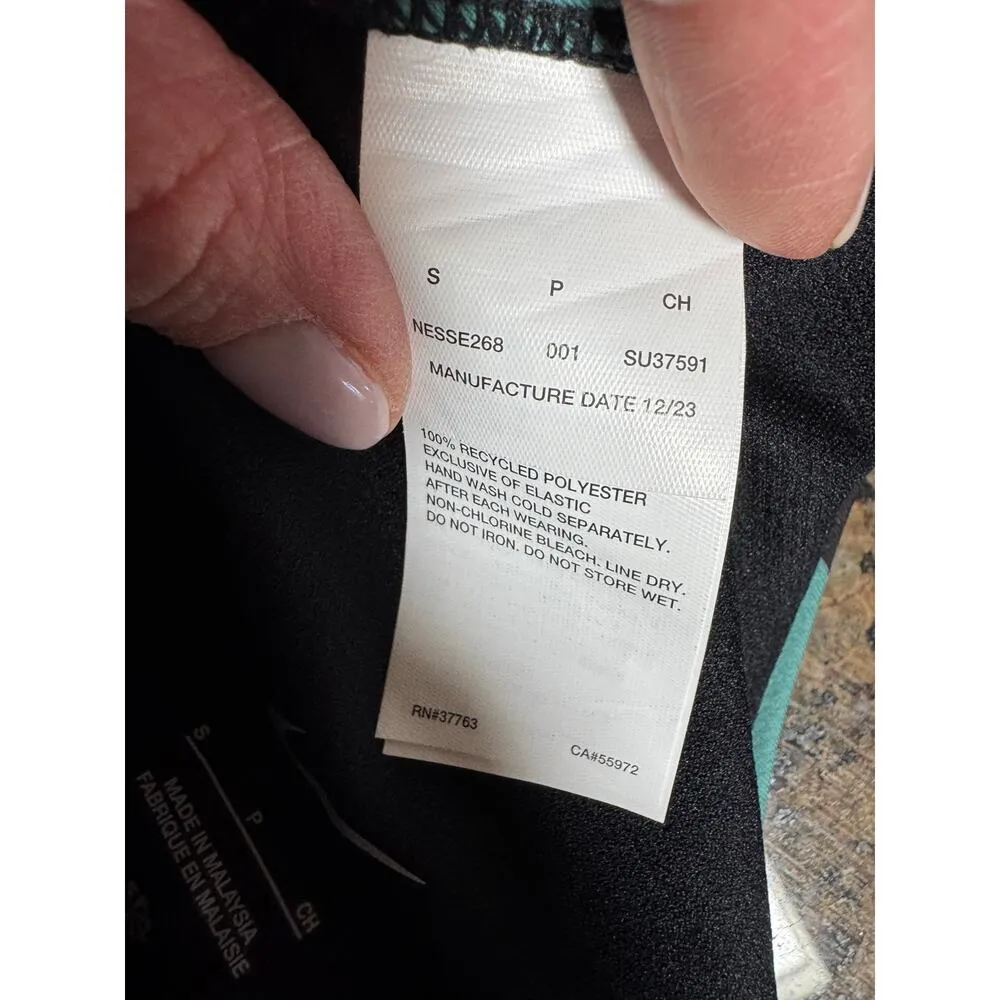 S P CH
NESSE268 001 SU37591
MANUFACTURE DATE 12/23
100% RECYCLED POLYESTER
EXCLUSIVE OF ELASTIC
HAND WASH COLD SEPARATELY.
AFTER EACH WEARING.
NON-CHLORINE BLEACH. LINE DRY.
DO NOT IRON. DO NOT STORE WET.
RN#37763
CA#55972
S P CH
MADE IN MALAYSIA
FABRIQUE EN MALAISIE